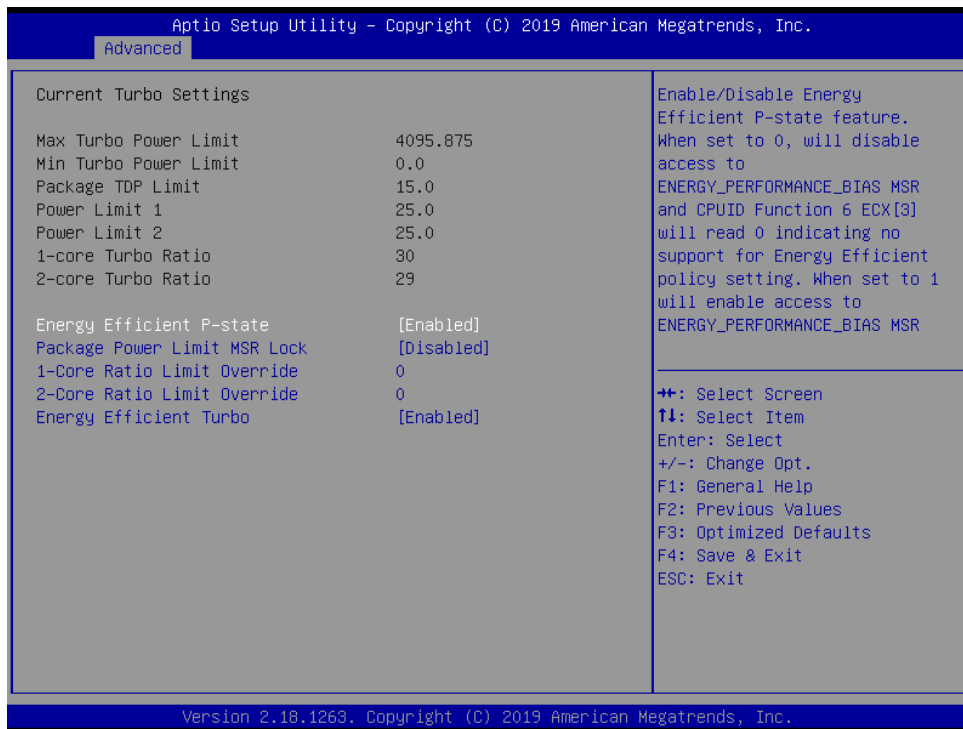 Aptio Setup Utility – Copyright (C) 2019 American Megatrends, Inc.
Advanced
Current Turbo Settings
Max Turbo Power Limit 4095.875
Min Turbo Power Limit 0.0
Package TDP Limit 15.0
Power Limit 1 25.0
Power Limit 2 25.0
1-core Turbo Ratio 30
2-core Turbo Ratio 29
Energy Efficient P-state [Enabled]
Package Power Limit MSR Lock [Disabled]
1-Core Ratio Limit Override 0
2-Core Ratio Limit Override 0
Energy Efficient Turbo [Enabled]
Enable/Disable Energy
Efficient P-state feature.
When set to 0, will disable
access to
ENERGY_PERFORMANCE_BIAS MSR
and CPUID Function 6 ECX[3]
will read 0 indicating no
support for Energy Efficient
policy setting. When set to 1
will enable access to
ENERGY_PERFORMANCE_BIAS MSR
→←: Select Screen
↑↓: Select Item
Enter: Select
+/-: Change Opt.
F1: General Help
F2: Previous Values
F3: Optimized Defaults
F4: Save & Exit
ESC: Exit
Version 2.18.1263. Copyright (C) 2019 American Megatrends, Inc.